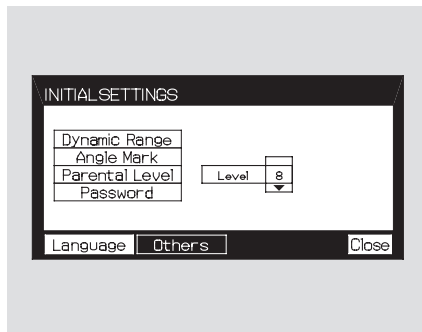 INITIAL SETTINGS
Dynamic Range
Angle Mark
Parental Level
Level 8
Password
Language Others Close